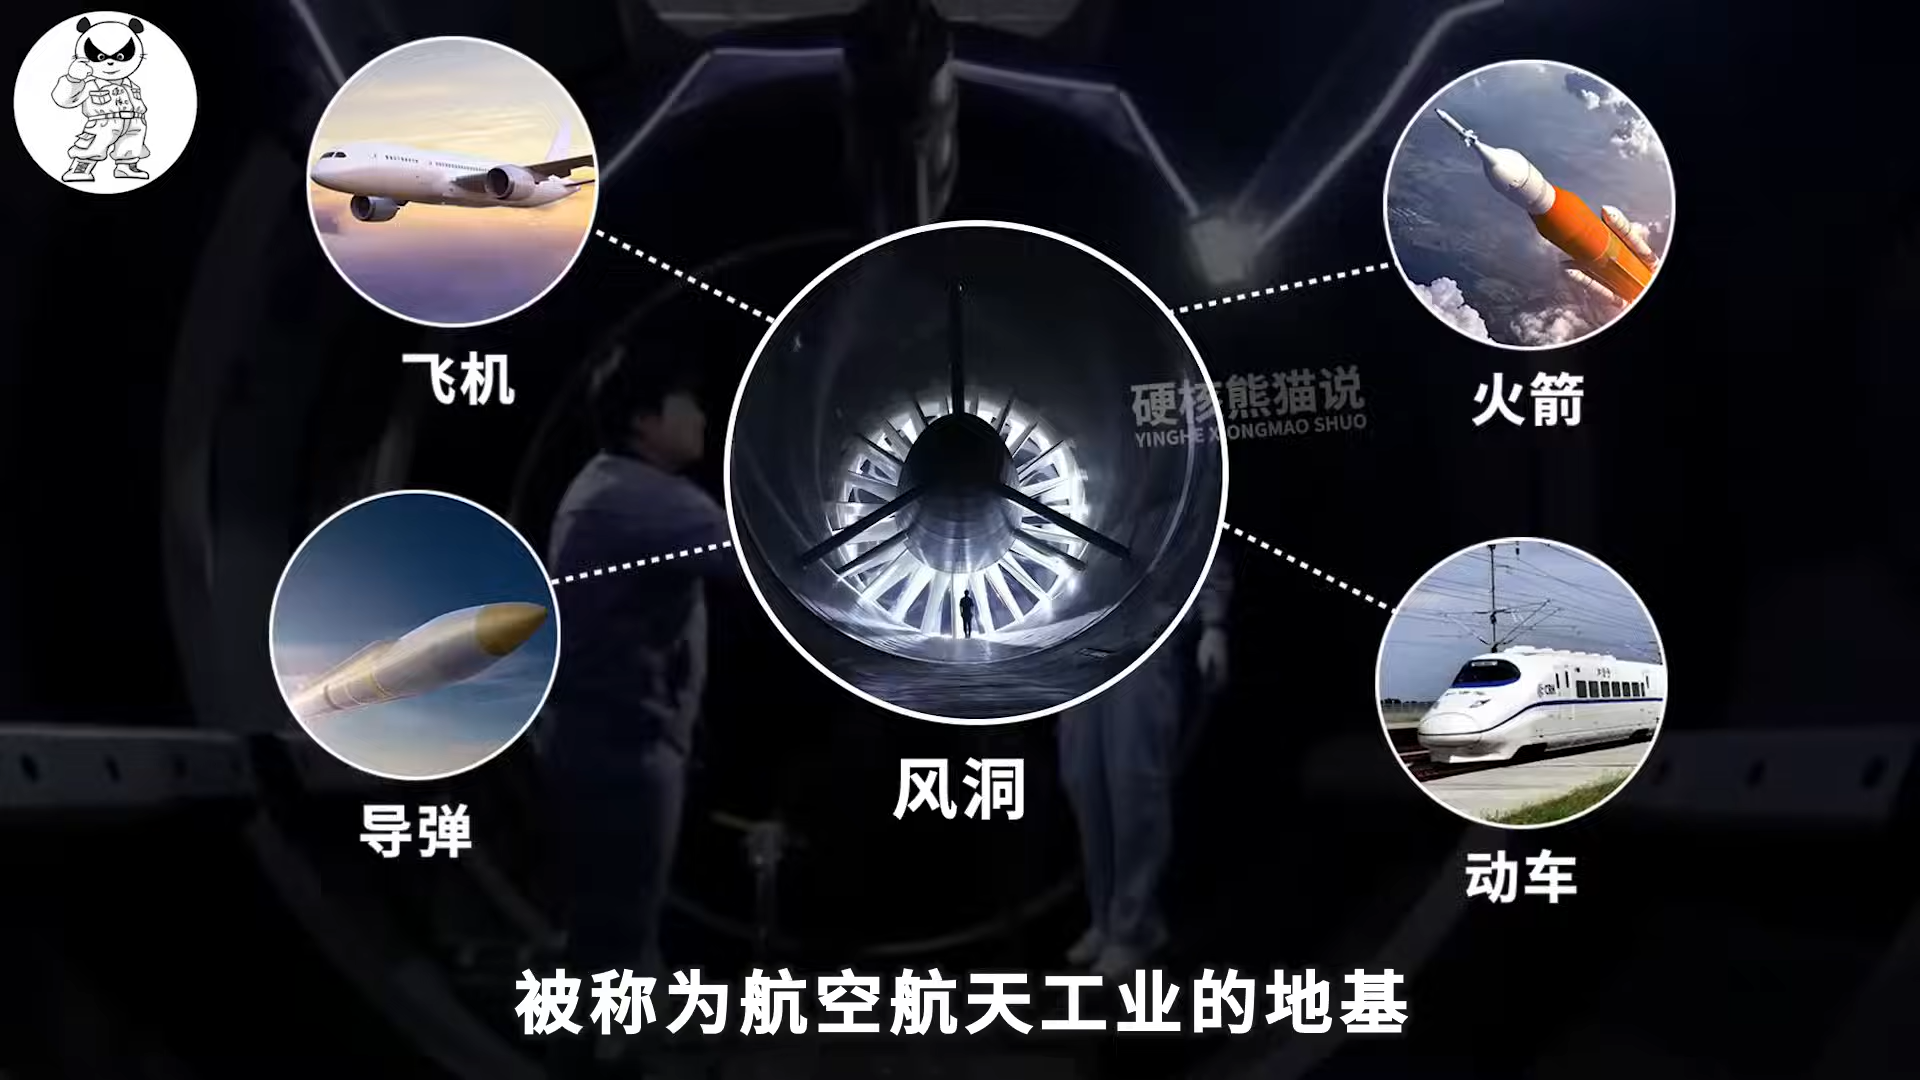 飞机
火箭
硬核熊猫说
YINGHE XIONGMAO SHUO
风洞
导弹
动车
CRH
被称为航空航天工业的地基